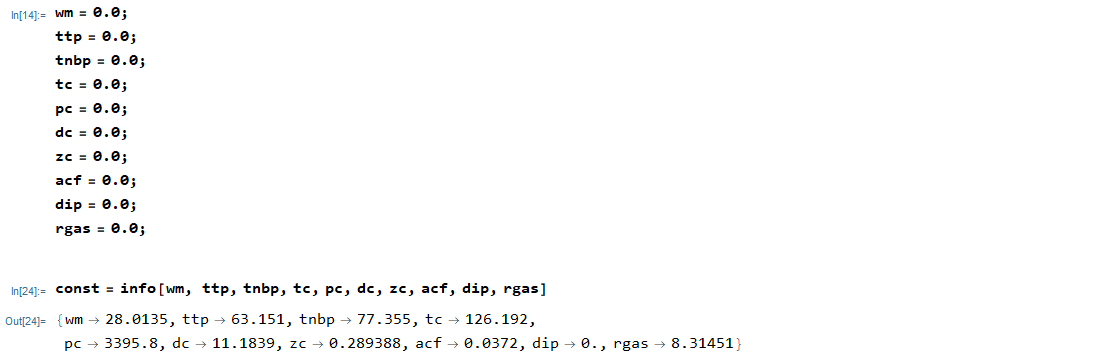 In[14]:= wm = 0.0;
ttp = 0.0;
tnbp = 0.0;
tc = 0.0;
pc = 0.0;
dc = 0.0;
zc = 0.0;
acf = 0.0;
dip = 0.0;
rgas = 0.0;
In[24]:= const = info[wm, ttp, tnbp, tc, pc, dc, zc, acf, dip, rgas]
Out[24]= {wm → 28.0135, ttp → 63.151, tnbp → 77.355, tc → 126.192,
pc → 3395.8, dc → 11.1839, zc → 0.289388, acf → 0.0372, dip → 0., rgas → 8.31451}